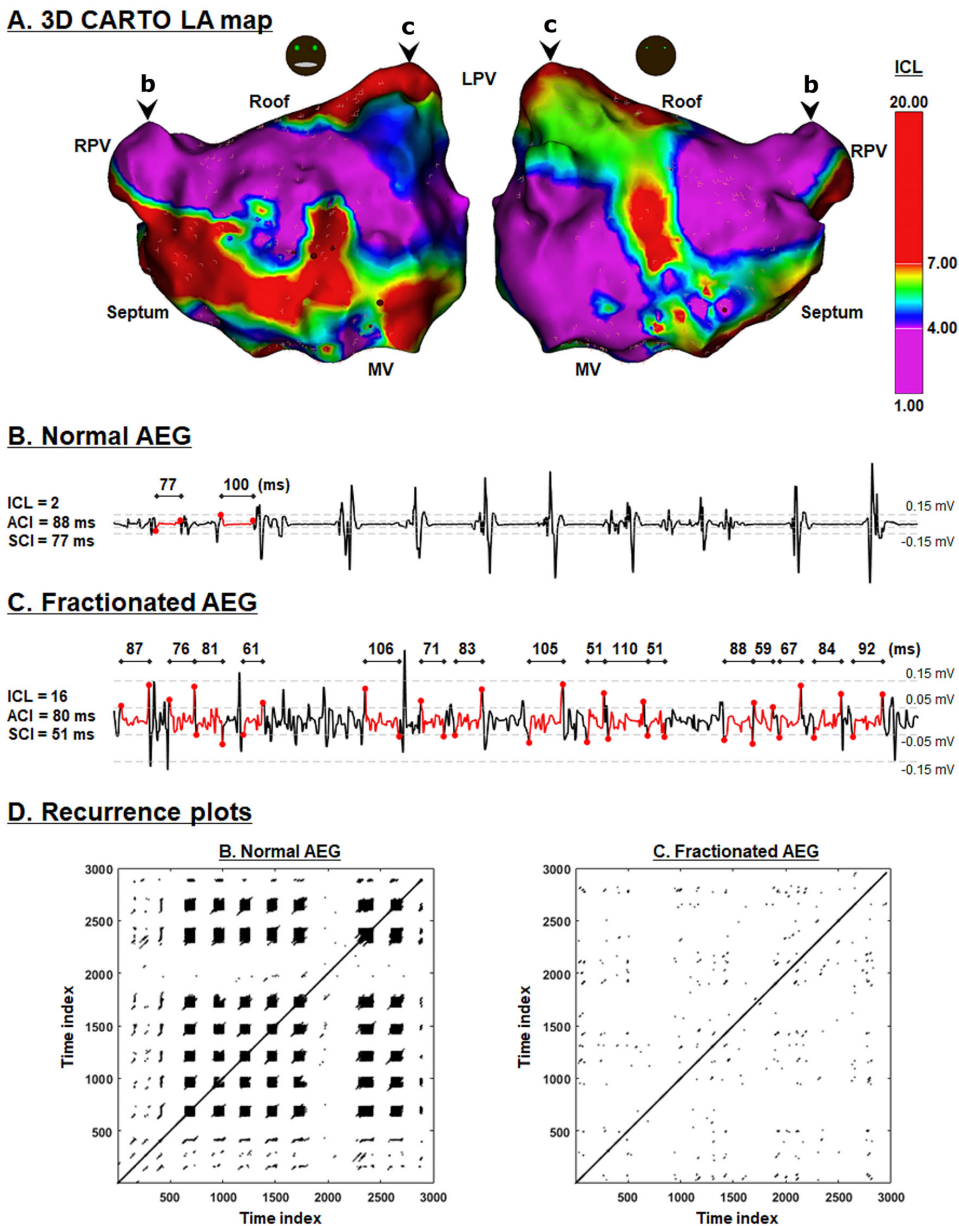 A. 3D CARTO LA map
c
c
LPV
ICL
b
Roof
Roof
b
20.00
RPV
RPV
7.00
Septum
Septum
4.00
MV
MV
1.00
B. Normal AEG
77
100
(ms)
ICL = 2
ACI = 88 ms
SCI = 77 ms
0.15 mV
-0.15 mV
C. Fractionated AEG
87
76
81
61
106
71
83
105
51
110
51
88
59
67
84
92
(ms)
ICL = 16
ACI = 80 ms
SCI = 51 ms
0.15 mV
0.05 mV
-0.05 mV
-0.15 mV
D. Recurrence plots
B. Normal AEG
3000
2500
2000
1500
1000
500
Time index
500
1000
1500
2000
2500
3000
Time index
C. Fractionated AEG
3000
2500
2000
1500
1000
500
Time index
500
1000
1500
2000
2500
3000
Time index